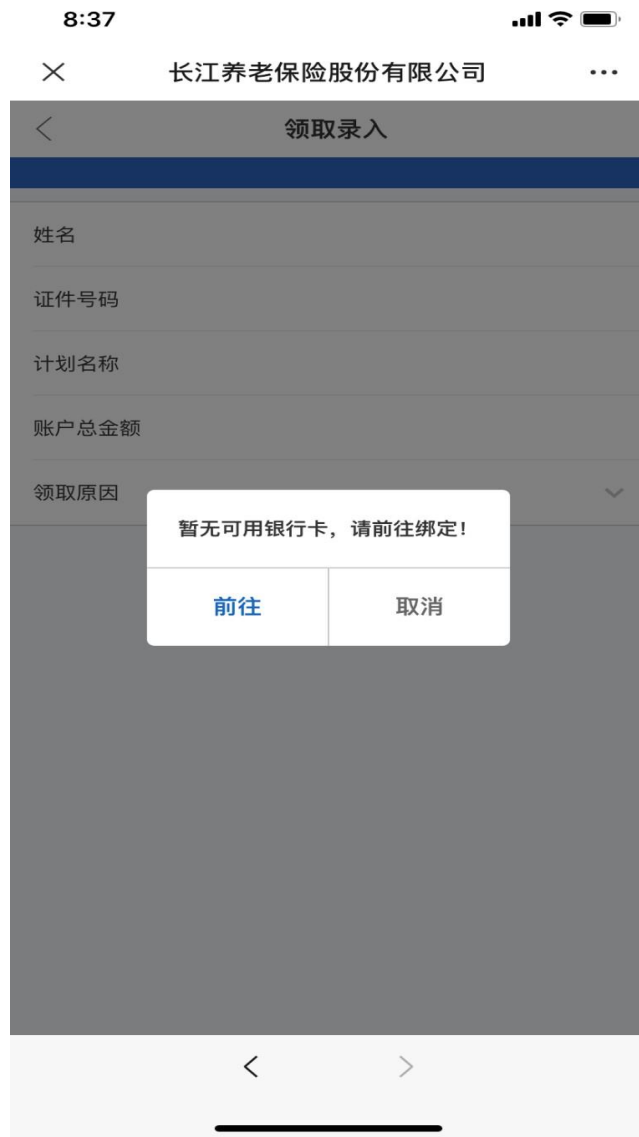 8:37
长江养老保险股份有限公司
领取录入
姓名
证件号码
计划名称
账户总金额
领取原因
暂无可用银行卡，请前往绑定！
前往
取消